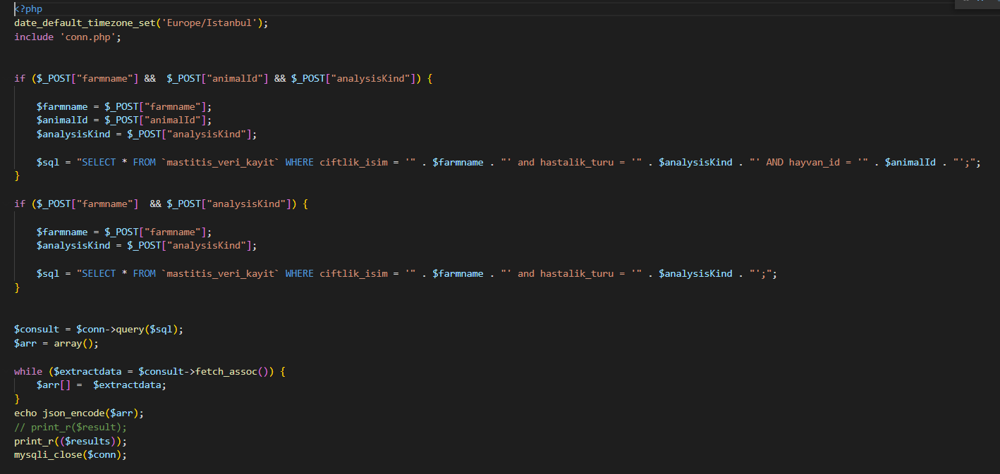 <?php
date_default_timezone_set('Europe/Istanbul');
include 'conn.php';
if ($_POST["farmname"] &&  $_POST["animalId"] && $_POST["analysisKind"]) {
$farmname = $_POST["farmname"];
$animalId = $_POST["animalId"];
$analysisKind = $_POST["analysisKind"];
$sql = "SELECT * FROM `mastitis_veri_kayit` WHERE ciftlik_isim = '" . $farmname . "' and hastalik_turu = '" . $analysisKind . "' AND hayvan_id = '" . $animalId . "';";
}
if ($_POST["farmname"]  && $_POST["analysisKind"]) {
$farmname = $_POST["farmname"];
$analysisKind = $_POST["analysisKind"];
$sql = "SELECT * FROM `mastitis_veri_kayit` WHERE ciftlik_isim = '" . $farmname . "' and hastalik_turu = '" . $analysisKind . "';";
}
$consult = $conn->query($sql);
$arr = array();
while ($extractdata = $consult->fetch_assoc()) {
$arr[] =  $extractdata;
}
echo json_encode($arr);
// print_r($result);
print_r(($results));
mysqli_close($conn);